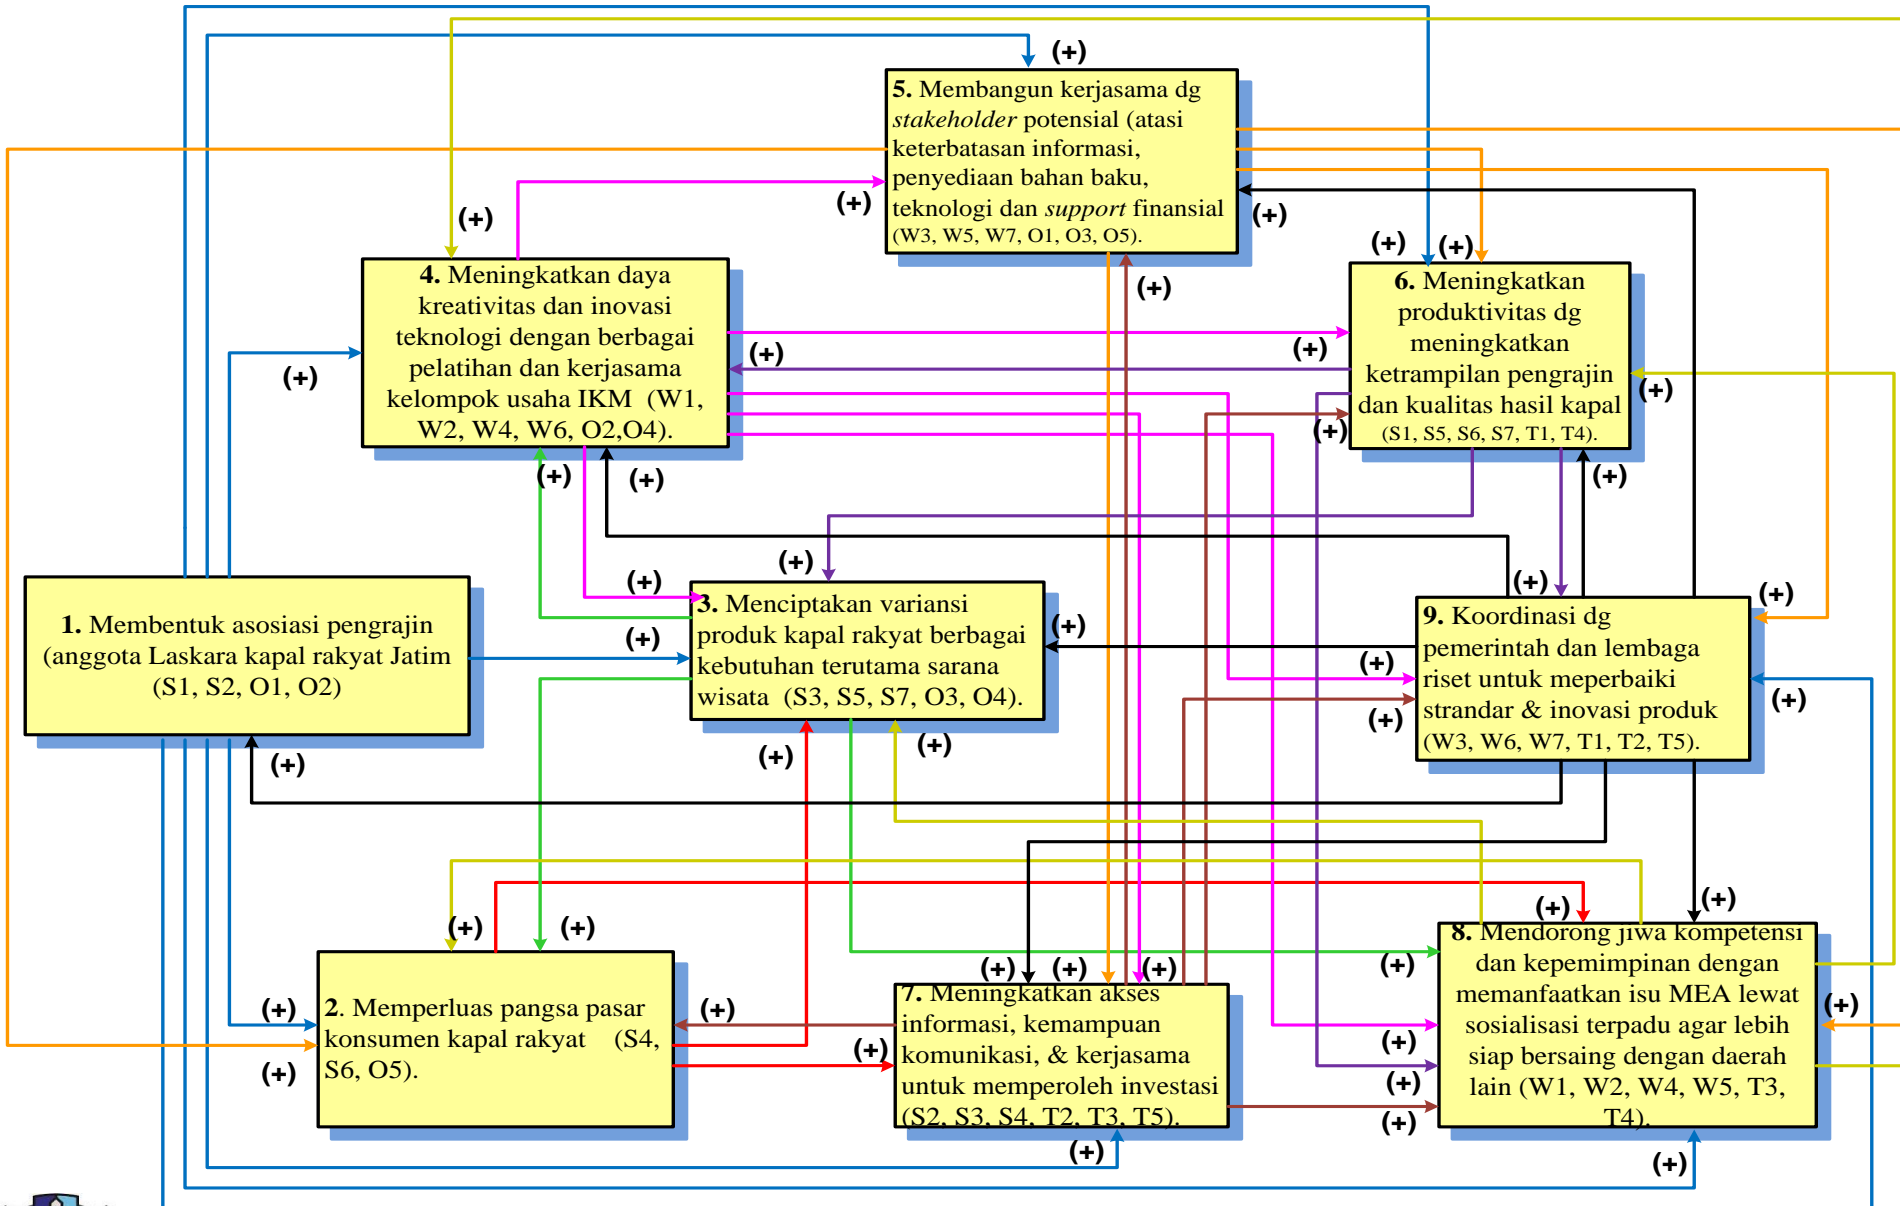 (+)
5. Membangun kerjasama dg
stakeholder potensial (atasi
keterbatasan informasi,
penyediaan bahan baku,
teknologi dan support finansial
(W3, W5, W7, O1, O3, O5).
(+)
(+)
(+)
(+)
(+)
(+)
4. Meningkatkan daya
kreativitas dan inovasi
teknologi dengan berbagai
pelatihan dan kerjasama
kelompok usaha IKM (W1,
W2, W4, W6, O2,O4).
(+)
6. Meningkatkan
produktivitas dg
meningkatkan
ketrampilan pengrajin
dan kualitas hasil kapal
(S1, S5, S6, S7, T1, T4).
(+)
(+)
(+)
(+)
(+)
(+)
(+)
(+)
(+)
(+)
(+)
(+)
1. Membentuk asosiasi pengrajin
(anggota Laskara kapal rakyat Jatim
(S1, S2, O1, O2)
(+)
3. Menciptakan variansi
produk kapal rakyat berbagai
kebutuhan terutama sarana
wisata (S3, S5, S7, O3, O4).
(+)
(+)
9. Koordinasi dg
pemerintah dan lembaga
riset untuk meperbaiki
strandar & inovasi produk
(W3, W6, W7, T1, T2, T5).
(+)
(+)
(+)
(+)
(+)
(+)
(+)
(+)
(+)
(+)
2. Memperluas pangsa pasar
konsumen kapal rakyat (S4,
S6, O5).
(+)
(+)
(+)
(+)
(+)
(+)
(+)
7. Meningkatkan akses
informasi, kemampuan
komunikasi, & kerjasama
untuk memperoleh investasi
(S2, S3, S4, T2, T3, T5).
(+)
(+)
(+)
(+)
(+)
8. Mendorong jiwa kompetensi
dan kepemimpinan dengan
memanfaatkan isu MEA lewat
sosialisasi terpadu agar lebih
siap bersaing dengan daerah
lain (W1, W2, W4, W5, T3,
T4).
(+)
(+)